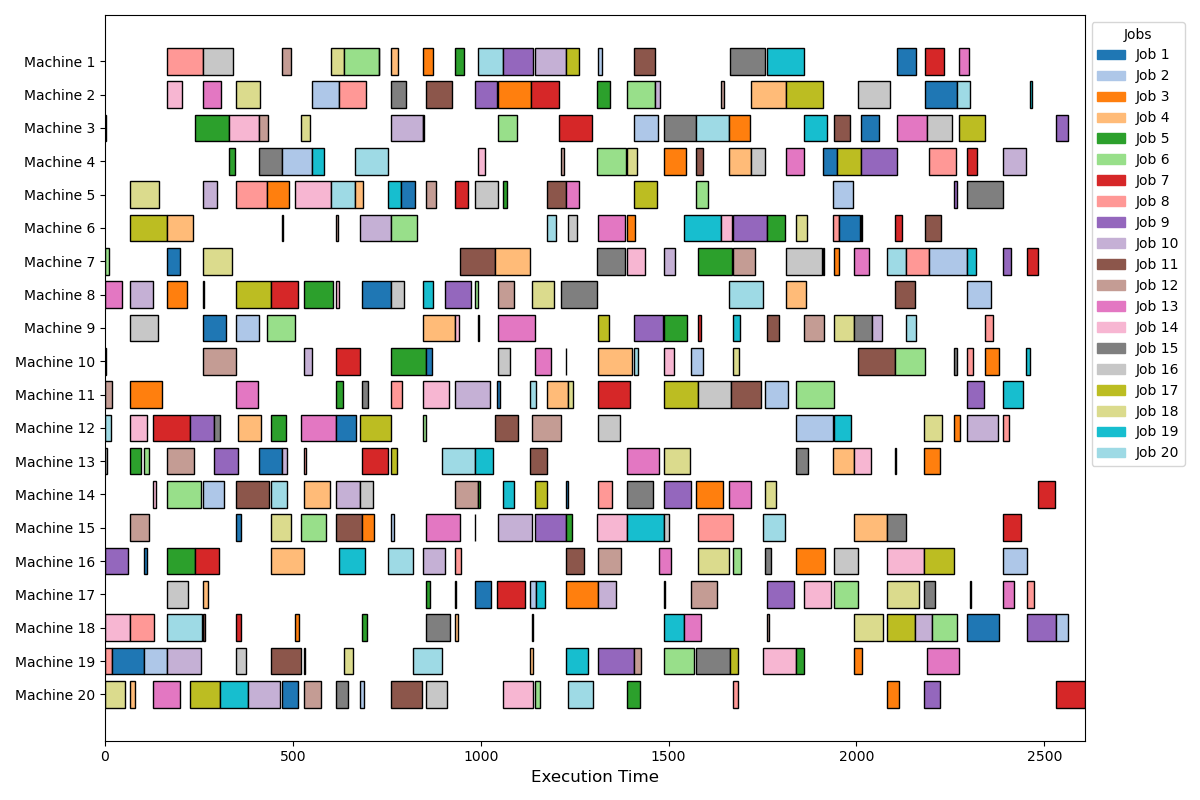 Machine 1
Machine 2
Machine 3
Machine 4
Machine 5
Machine 6
Machine 7
Machine 8
Machine 9
Machine 10
Machine 11
Machine 12
Machine 13
Machine 14
Machine 15
Machine 16
Machine 17
Machine 18
Machine 19
Machine 20
0 500 1000 1500 2000 2500
Execution Time
Jobs
Job 1
Job 2
Job 3
Job 4
Job 5
Job 6
Job 7
Job 8
Job 9
Job 10
Job 11
Job 12
Job 13
Job 14
Job 15
Job 16
Job 17
Job 18
Job 19
Job 20